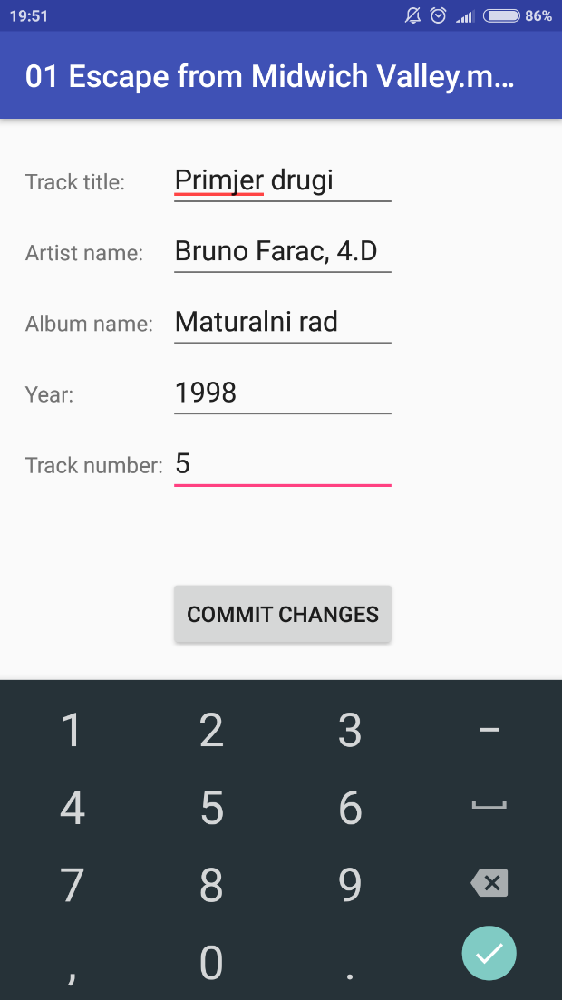 19:51 86%
01 Escape from Midwich Valley.m...
Track title: Primjer drugi
Artist name: Bruno Farac, 4.D
Album name: Maturalni rad
Year: 1998
Track number: 5
COMMIT CHANGES
1 2 3 –
4 5 6
7 8 9
, 0 .